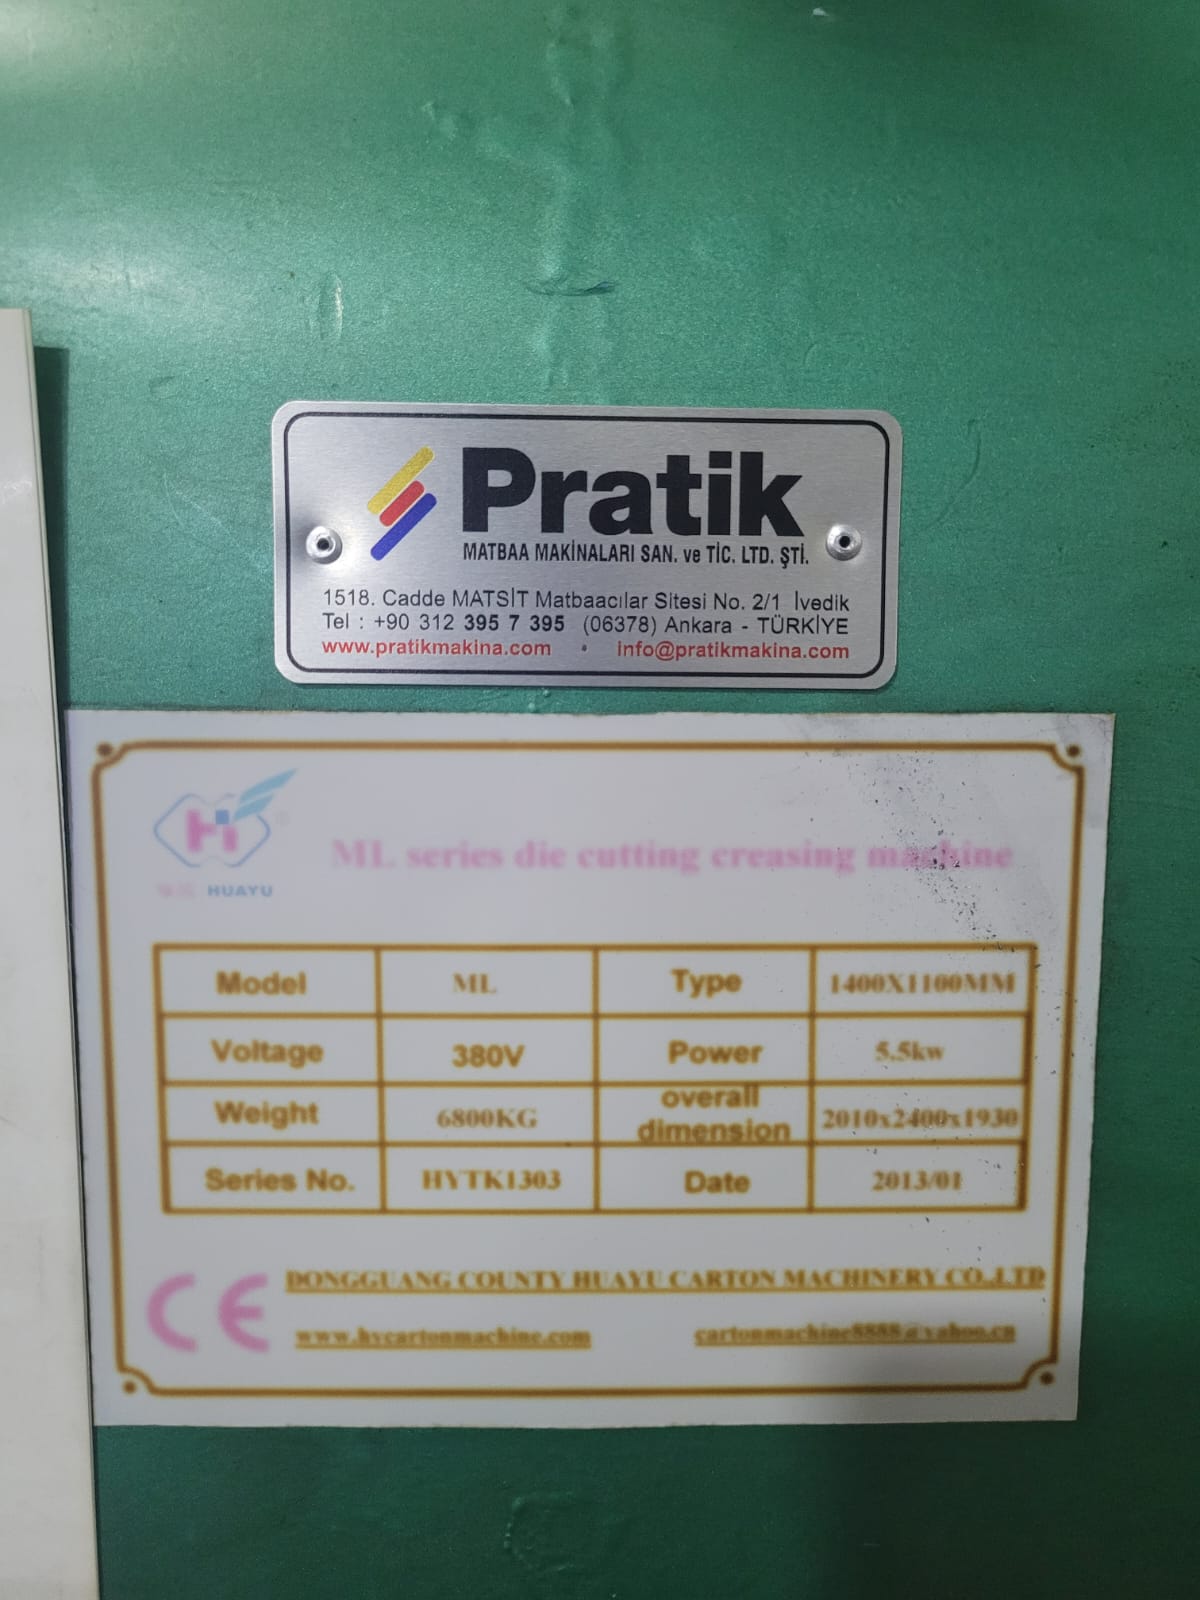 Pratik
MATBAA MAKİNALARI SAN. ve TİC. LTD. ŞTİ.
1518. Cadde MATSİT Matbaacılar Sitesi No. 2/1 İvedik
Tel : +90 312 395 7 395 (06378) Ankara - TÜRKİYE
www.pratikmakina.com • info@pratikmakina.com
H
HUAYU
ML series die cutting creasing machine
Model ML Type 1400X1100MM
Voltage 380V Power 5.5kw
Weight 6800KG overall dimension 2010x2400x1930
Series No. HYTK1303 Date 2013/01
CE DONGGUANG COUNTY HUAYU CARTON MACHINERY CO.,LTD
www.hycartonmachine.com cartonmachine8888@yahoo.cn